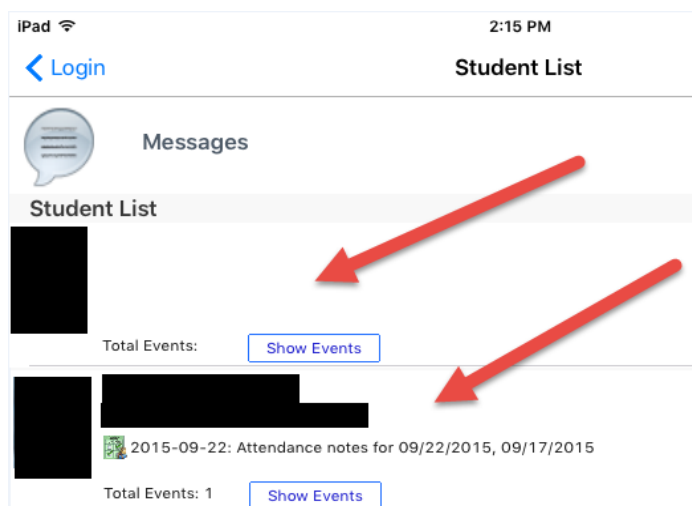 iPad 2:15 PM
Login Student List
Messages
Student List
Total Events: Show Events
2015-09-22: Attendance notes for 09/22/2015, 09/17/2015
Total Events: 1 Show Events